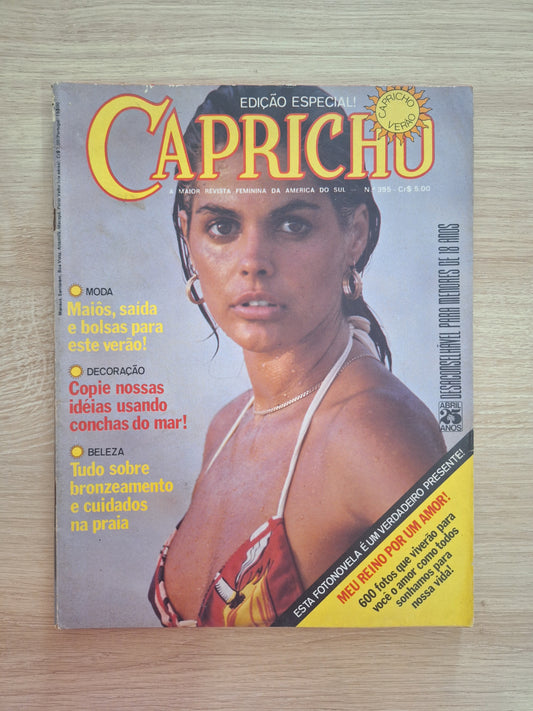 EDIÇÃO ESPECIAL!
CAPRICHO
CAPRICHO
VERÃO
A MAIOR REVISTA FEMININA DA AMERICA DO SUL — N.º 355 - Cr$ 5,00
MODA
Maiôs, saída
e bolsas para
este verão!
DECORAÇÃO
Copie nossas
idéias usando
conchas do mar!
BELEZA
Tudo sobre
bronzeamento
e cuidados
na praia
DESACONSELHÁVEL PARA MENORES DE 18 ANOS
ABRIL
25
ANOS
ESTA FOTONOVELA É UM VERDADEIRO PRESENTE!
MEU REINO POR UM AMOR!
600 fotos que viverão para
você o amor como todos
sonhamos para
nossa vida!